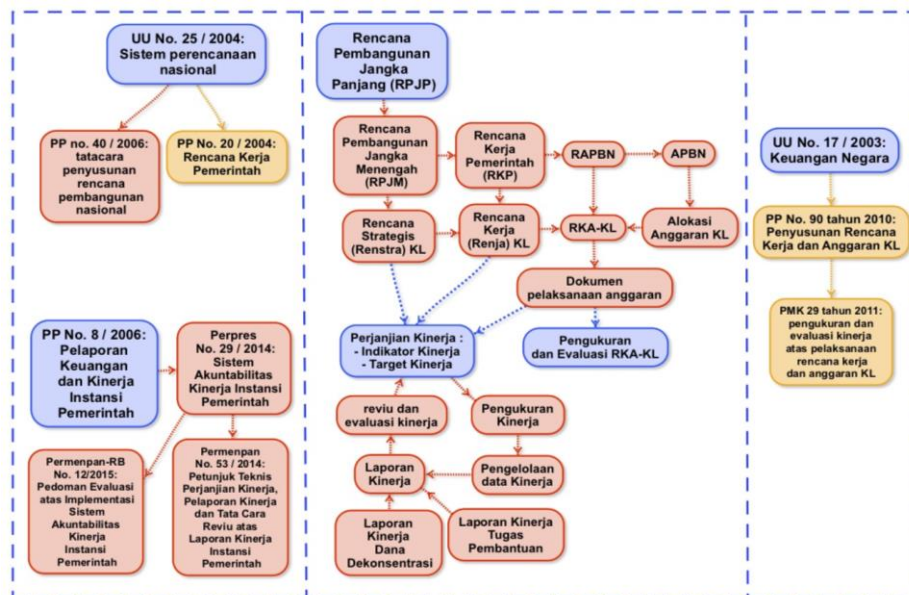 UU No. 25 / 2004:
Sistem perencanaan
nasional
PP no. 40 / 2006:
tatacara
penyusunan
rencana
pembangunan
nasional
PP No. 20 / 2004:
Rencana Kerja
Pemerintah
PP No. 8 / 2006:
Pelaporan
Keuangan
dan Kinerja
Instansi
Pemerintah
Perpres
No. 29 / 2014:
Sistem
Akuntabilitas
Kinerja Instansi
Pemerintah
Permenpan-RB
No. 12/2015:
Pedoman Evaluasi
atas Implementasi
Sistem
Akuntabilitas
Kinerja
Instansi
Pemerintah
Permenpan
No. 53 / 2014:
Petunjuk Teknis
Perjanjian Kinerja,
Pelaporan Kinerja
dan Tata Cara
Reviu atas
Laporan Kinerja
Instansi
Pemerintah
Rencana
Pembangunan
Jangka
Panjang (RPJP)
Rencana
Pembangunan
Jangka
Menengah
(RPJM)
Rencana
Kerja
Pemerintah
(RKP)
RAPBN
APBN
Rencana
Strategis
(Renstra) KL
Rencana
Kerja
(Renja) KL
RKA-KL
Alokasi
Anggaran KL
Dokumen
pelaksanaan anggaran
Perjanjian Kinerja :
- Indikator Kinerja
- Target Kinerja
Pengukuran
dan Evaluasi RKA-KL
reviu dan
evaluasi kinerja
Pengukuran
Kinerja
Laporan
Kinerja
Pengelolaan
data Kinerja
Laporan
Kinerja
Dana
Dekonsentrasi
Laporan Kinerja
Tugas
Pembantuan
UU No. 17 / 2003:
Keuangan Negara
PP No. 90 tahun 2010:
Penyusunan Rencana
Kerja dan Anggaran KL
PMK 29 tahun 2011:
pengukuran dan
evaluasi kinerja
atas pelaksanaan
rencana kerja
dan anggaran KL